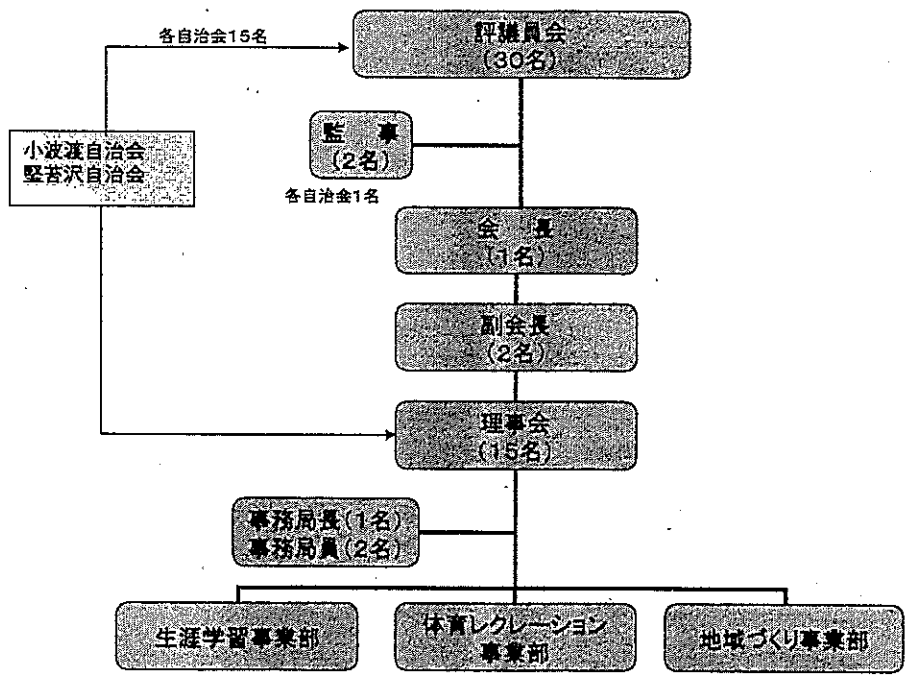 各自治会15名
評議員会
(30名)
監　事
(2名)
各自治会1名
小波渡自治会
堅苔沢自治会
会　長
(1名)
副会長
(2名)
理事会
(15名)
事務局長(1名)
事務局員(2名)
生涯学習事業部
体育レクレーション
事業部
地域づくり事業部